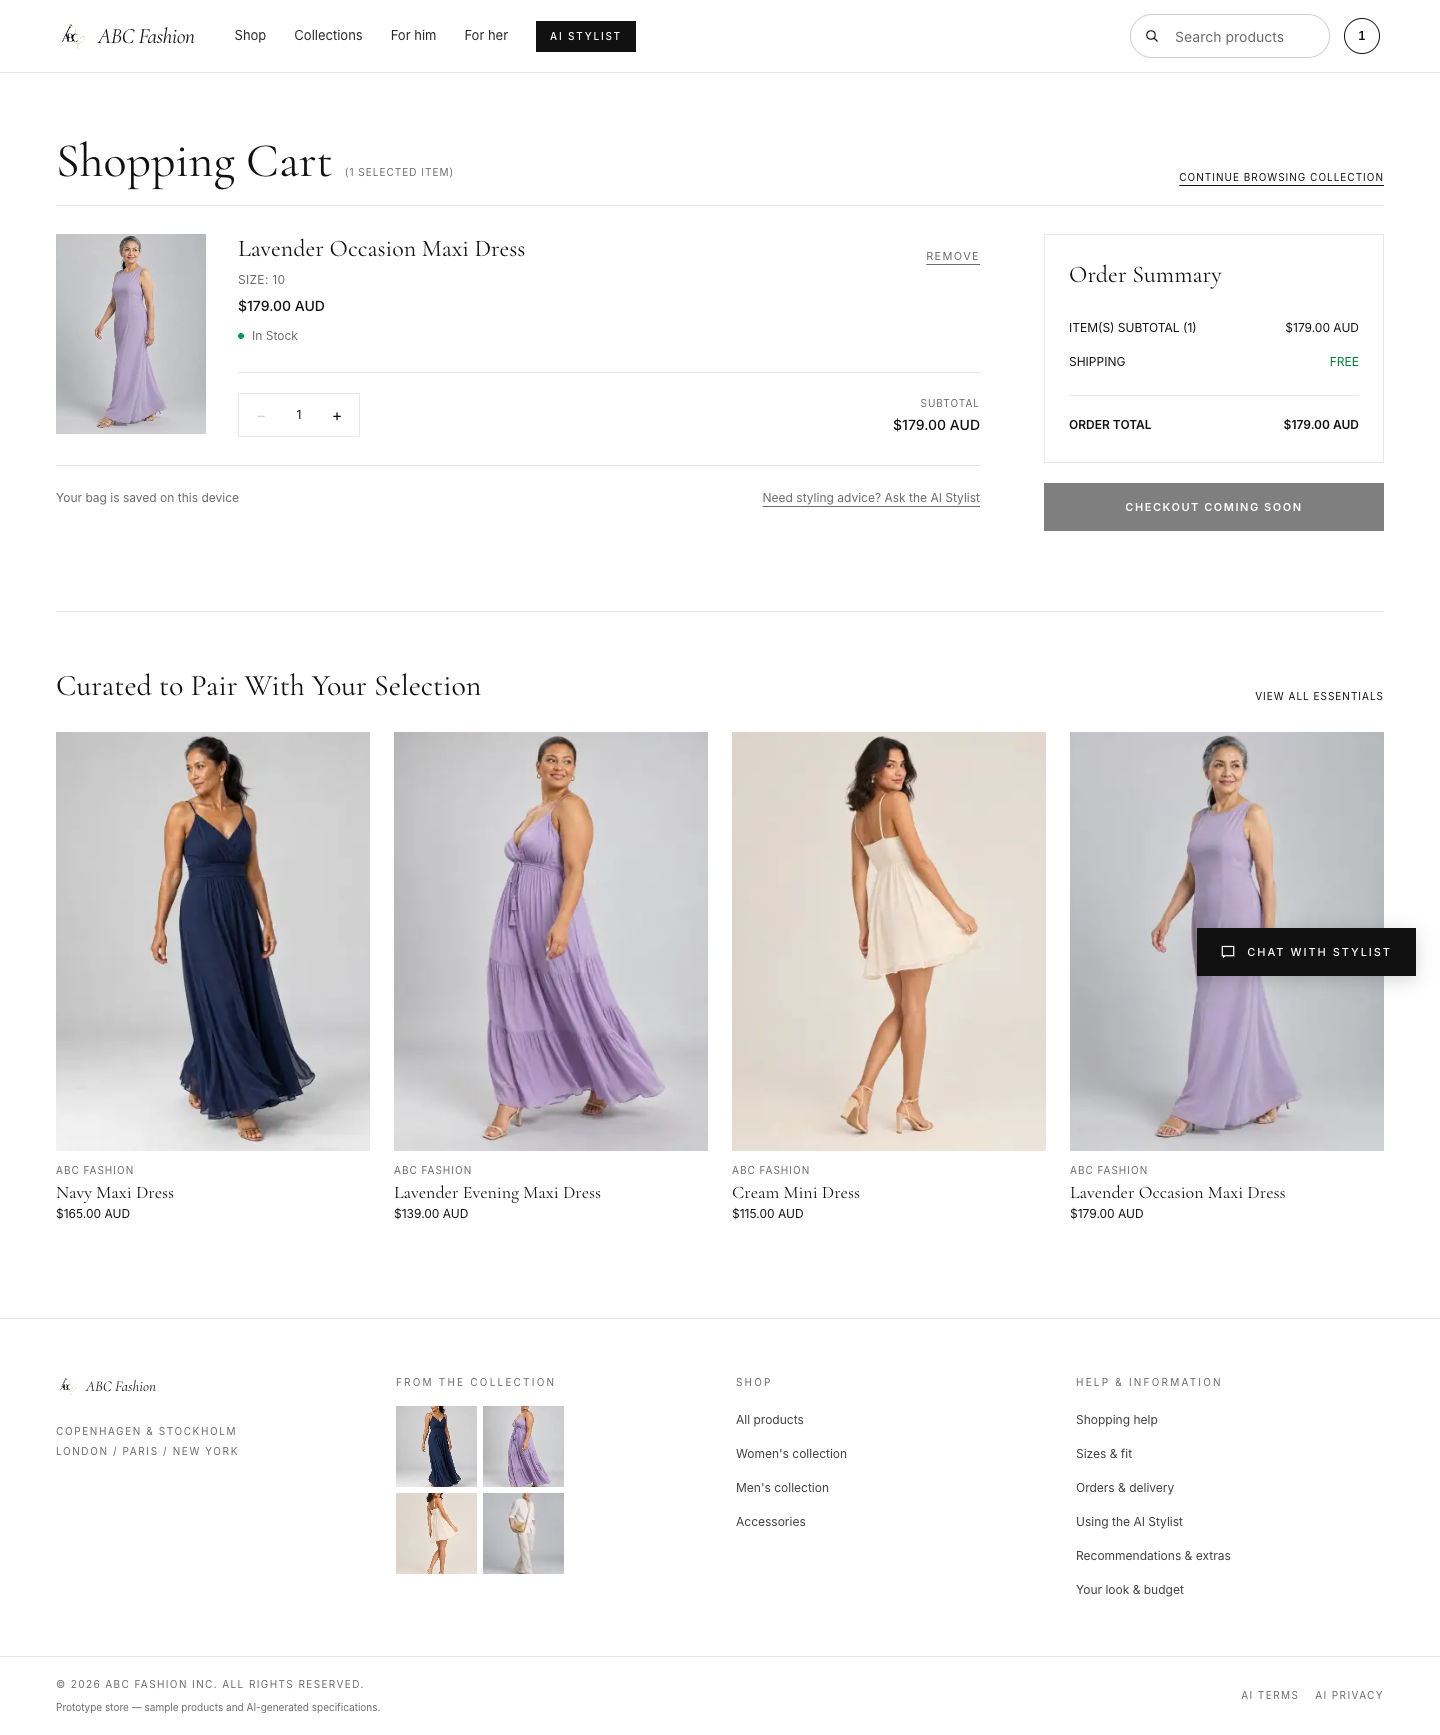 ABC Fashion
Shop
Collections
For him
For her
AI STYLIST
Search products
1
Shopping Cart
(1 SELECTED ITEM)
CONTINUE BROWSING COLLECTION
Lavender Occasion Maxi Dress
REMOVE
SIZE: 10
$179.00 AUD
In Stock
− 1 +
SUBTOTAL
$179.00 AUD
Your bag is saved on this device
Need styling advice? Ask the AI Stylist
Order Summary
ITEM(S) SUBTOTAL (1) $179.00 AUD
SHIPPING FREE
ORDER TOTAL $179.00 AUD
CHECKOUT COMING SOON
Curated to Pair With Your Selection
VIEW ALL ESSENTIALS
ABC FASHION
Navy Maxi Dress
$165.00 AUD
ABC FASHION
Lavender Evening Maxi Dress
$139.00 AUD
ABC FASHION
Cream Mini Dress
$115.00 AUD
ABC FASHION
Lavender Occasion Maxi Dress
$179.00 AUD
CHAT WITH STYLIST
ABC Fashion
COPENHAGEN & STOCKHOLM
LONDON / PARIS / NEW YORK
FROM THE COLLECTION
SHOP
All products
Women's collection
Men's collection
Accessories
HELP & INFORMATION
Shopping help
Sizes & fit
Orders & delivery
Using the AI Stylist
Recommendations & extras
Your look & budget
© 2026 ABC FASHION INC. ALL RIGHTS RESERVED.
Prototype store — sample products and AI-generated specifications.
AI TERMS
AI PRIVACY